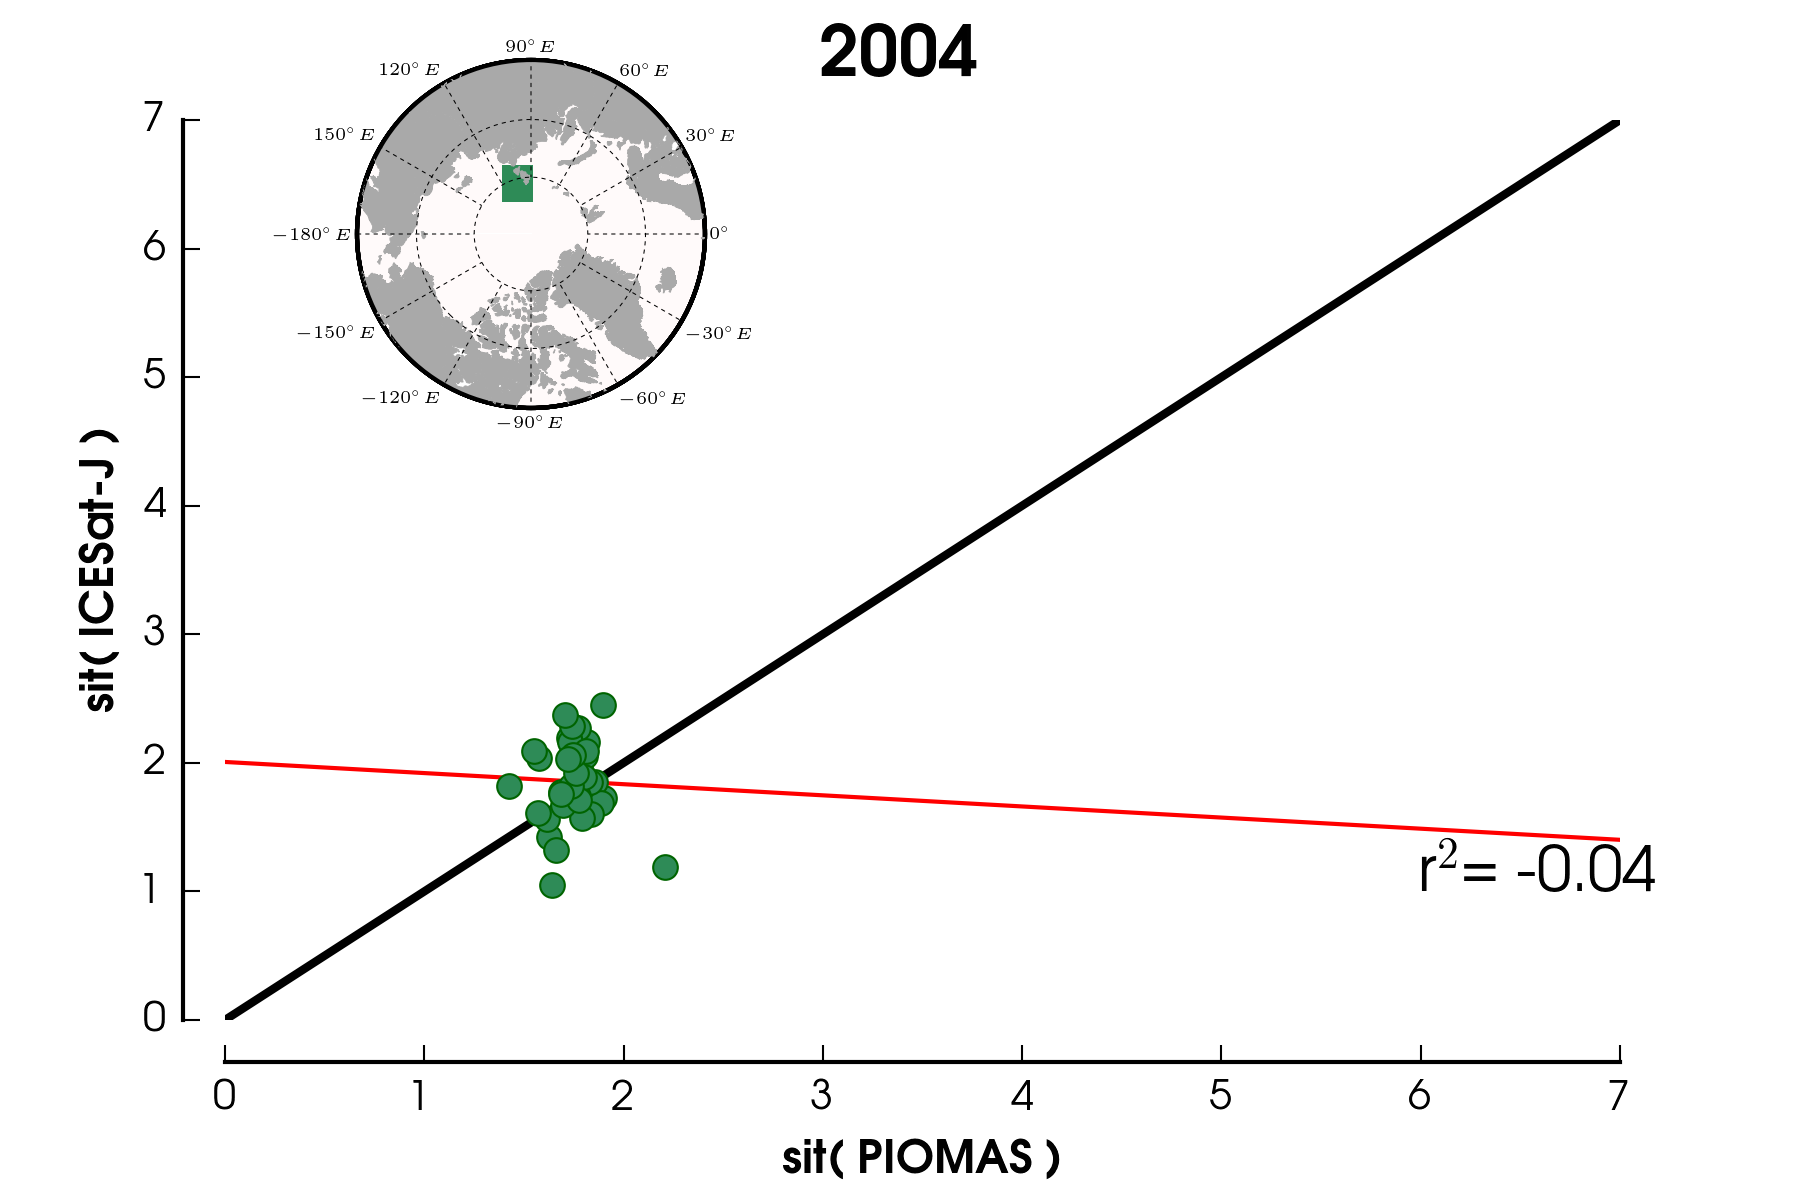 2004
90° E
120° E
60° E
150° E
30° E
−180° E
0°
−150° E
−30° E
−120° E
−60° E
−90° E
7
6
5
4
3
2
1
0
sit( ICESat-J )
r²= -0.04
0 1 2 3 4 5 6 7
sit( PIOMAS )